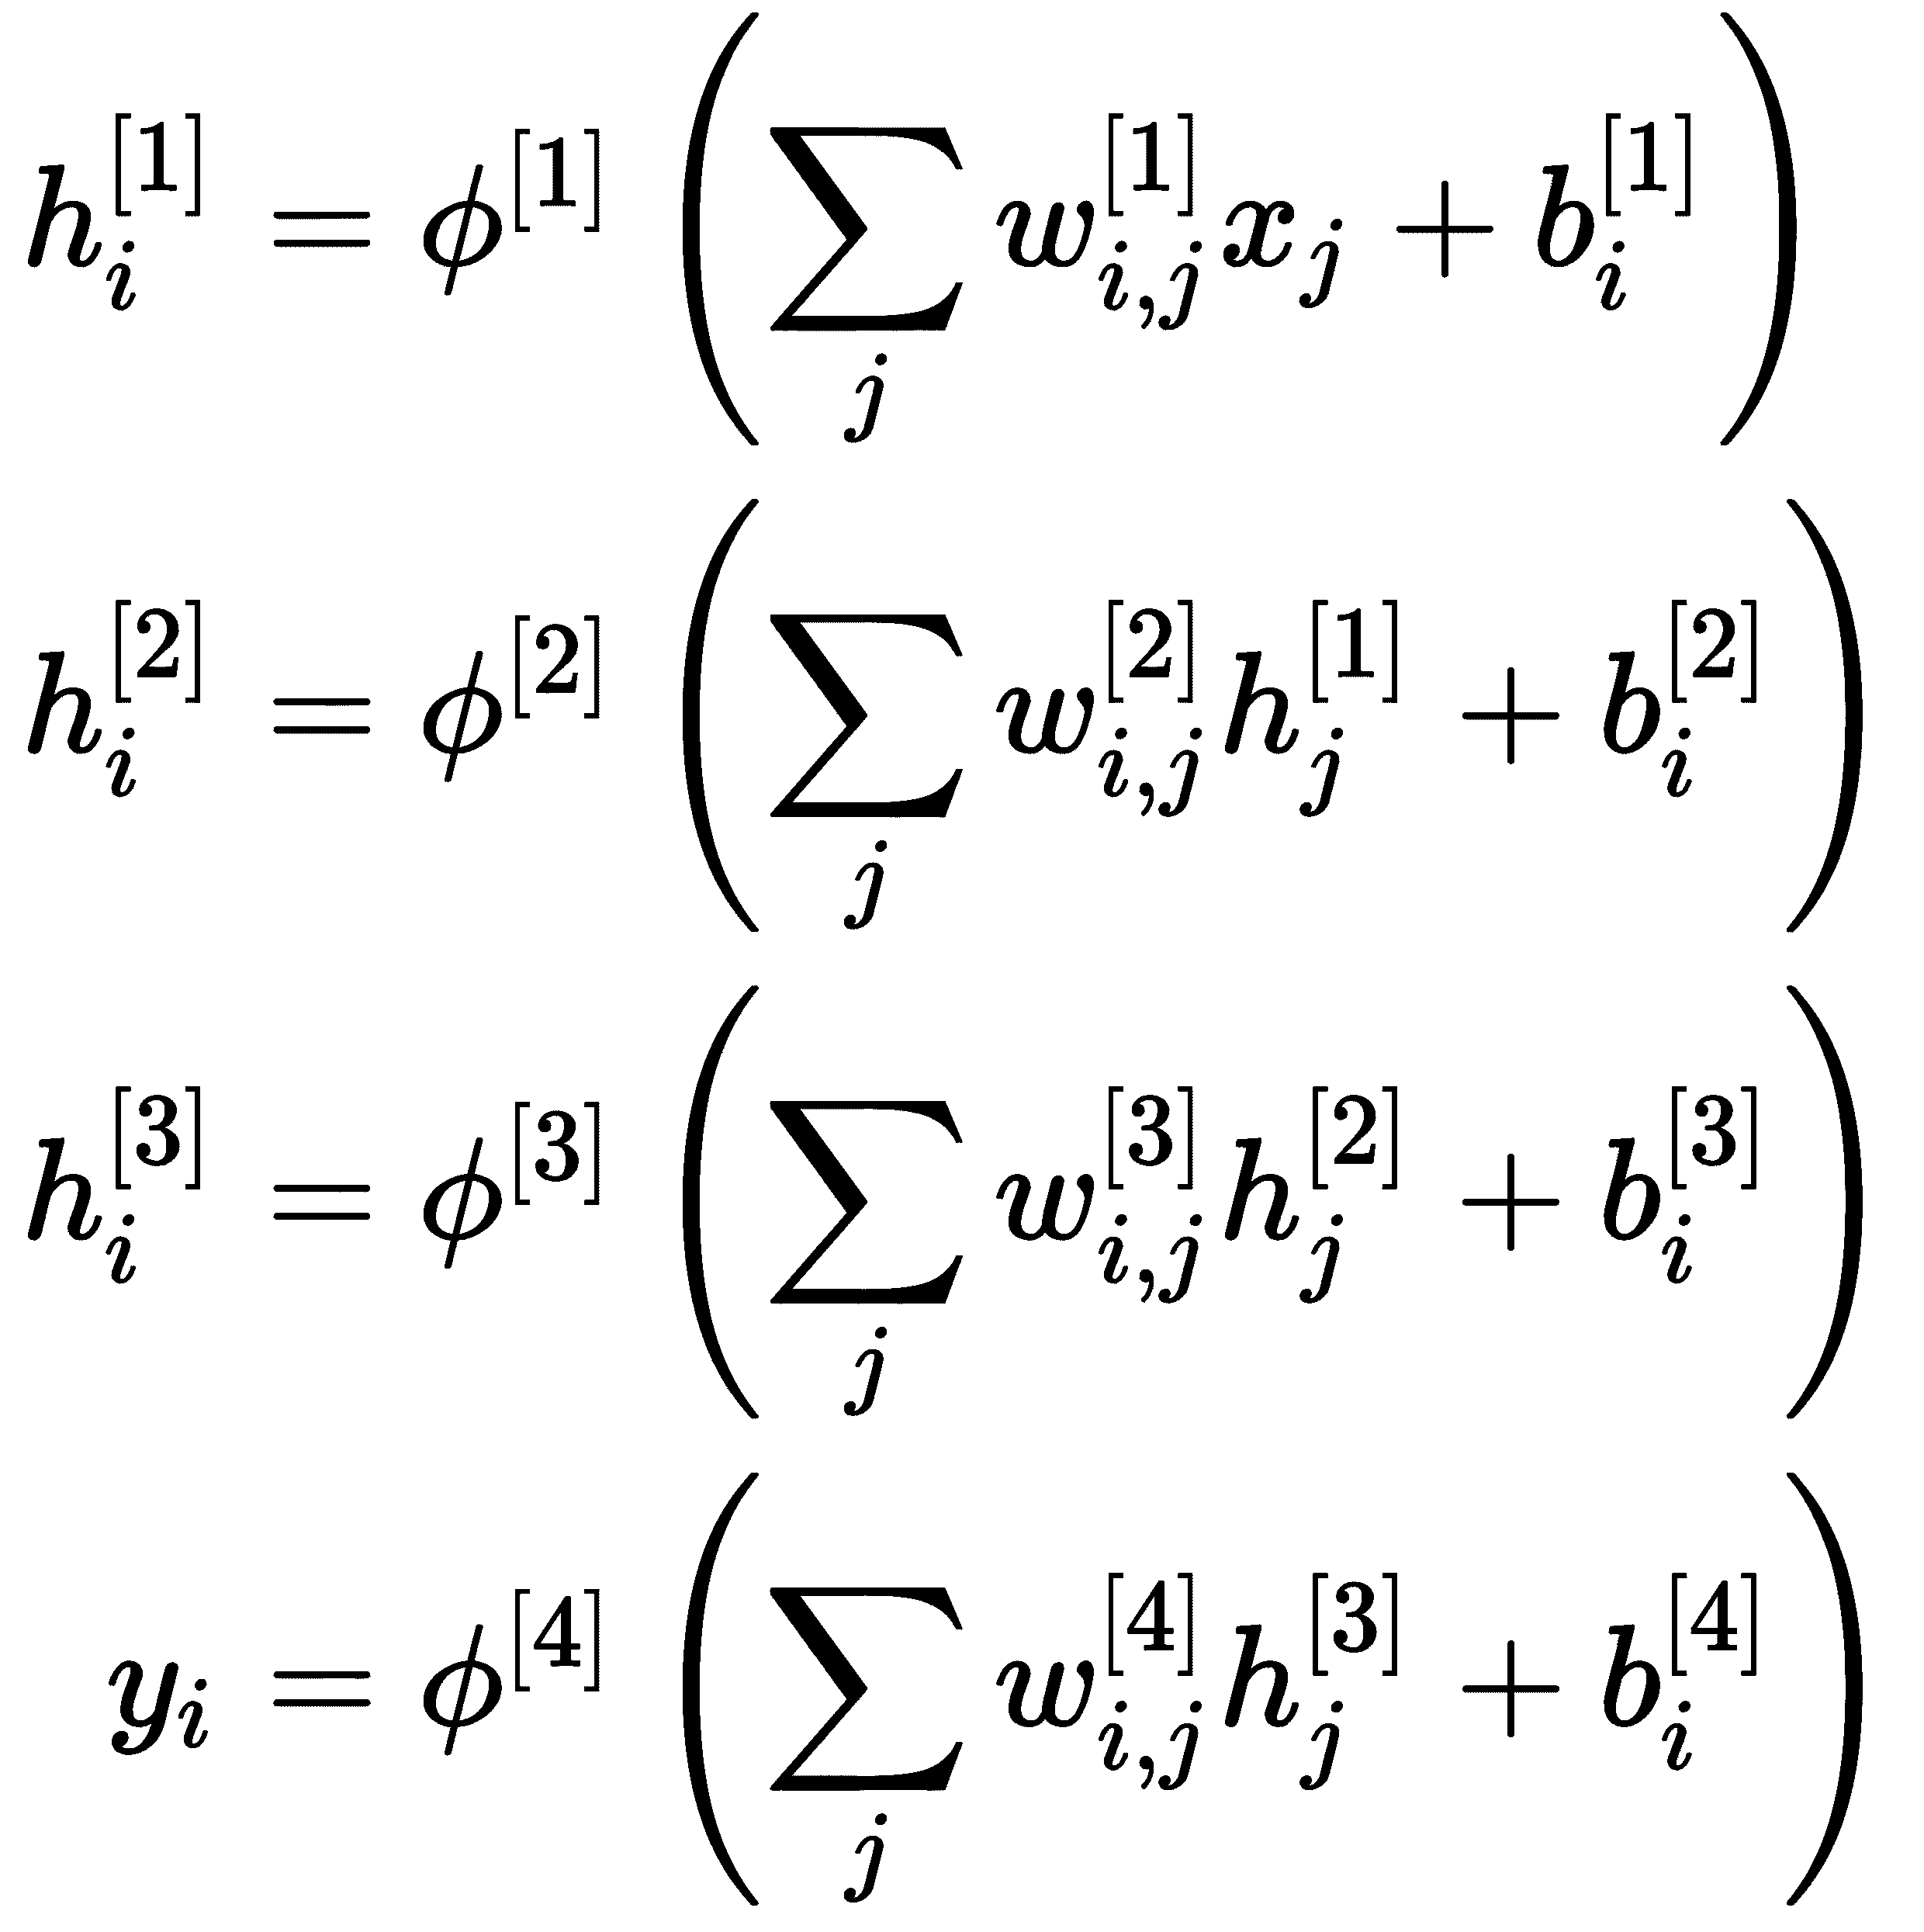 h_i^{[1]} = \phi^{[1]} \left( \sum_j w_{i,j}^{[1]} x_j + b_i^{[1]} \right)
h_i^{[2]} = \phi^{[2]} \left( \sum_j w_{i,j}^{[2]} h_j^{[1]} + b_i^{[2]} \right)
h_i^{[3]} = \phi^{[3]} \left( \sum_j w_{i,j}^{[3]} h_j^{[2]} + b_i^{[3]} \right)
y_i = \phi^{[4]} \left( \sum_j w_{i,j}^{[4]} h_j^{[3]} + b_i^{[4]} \right)